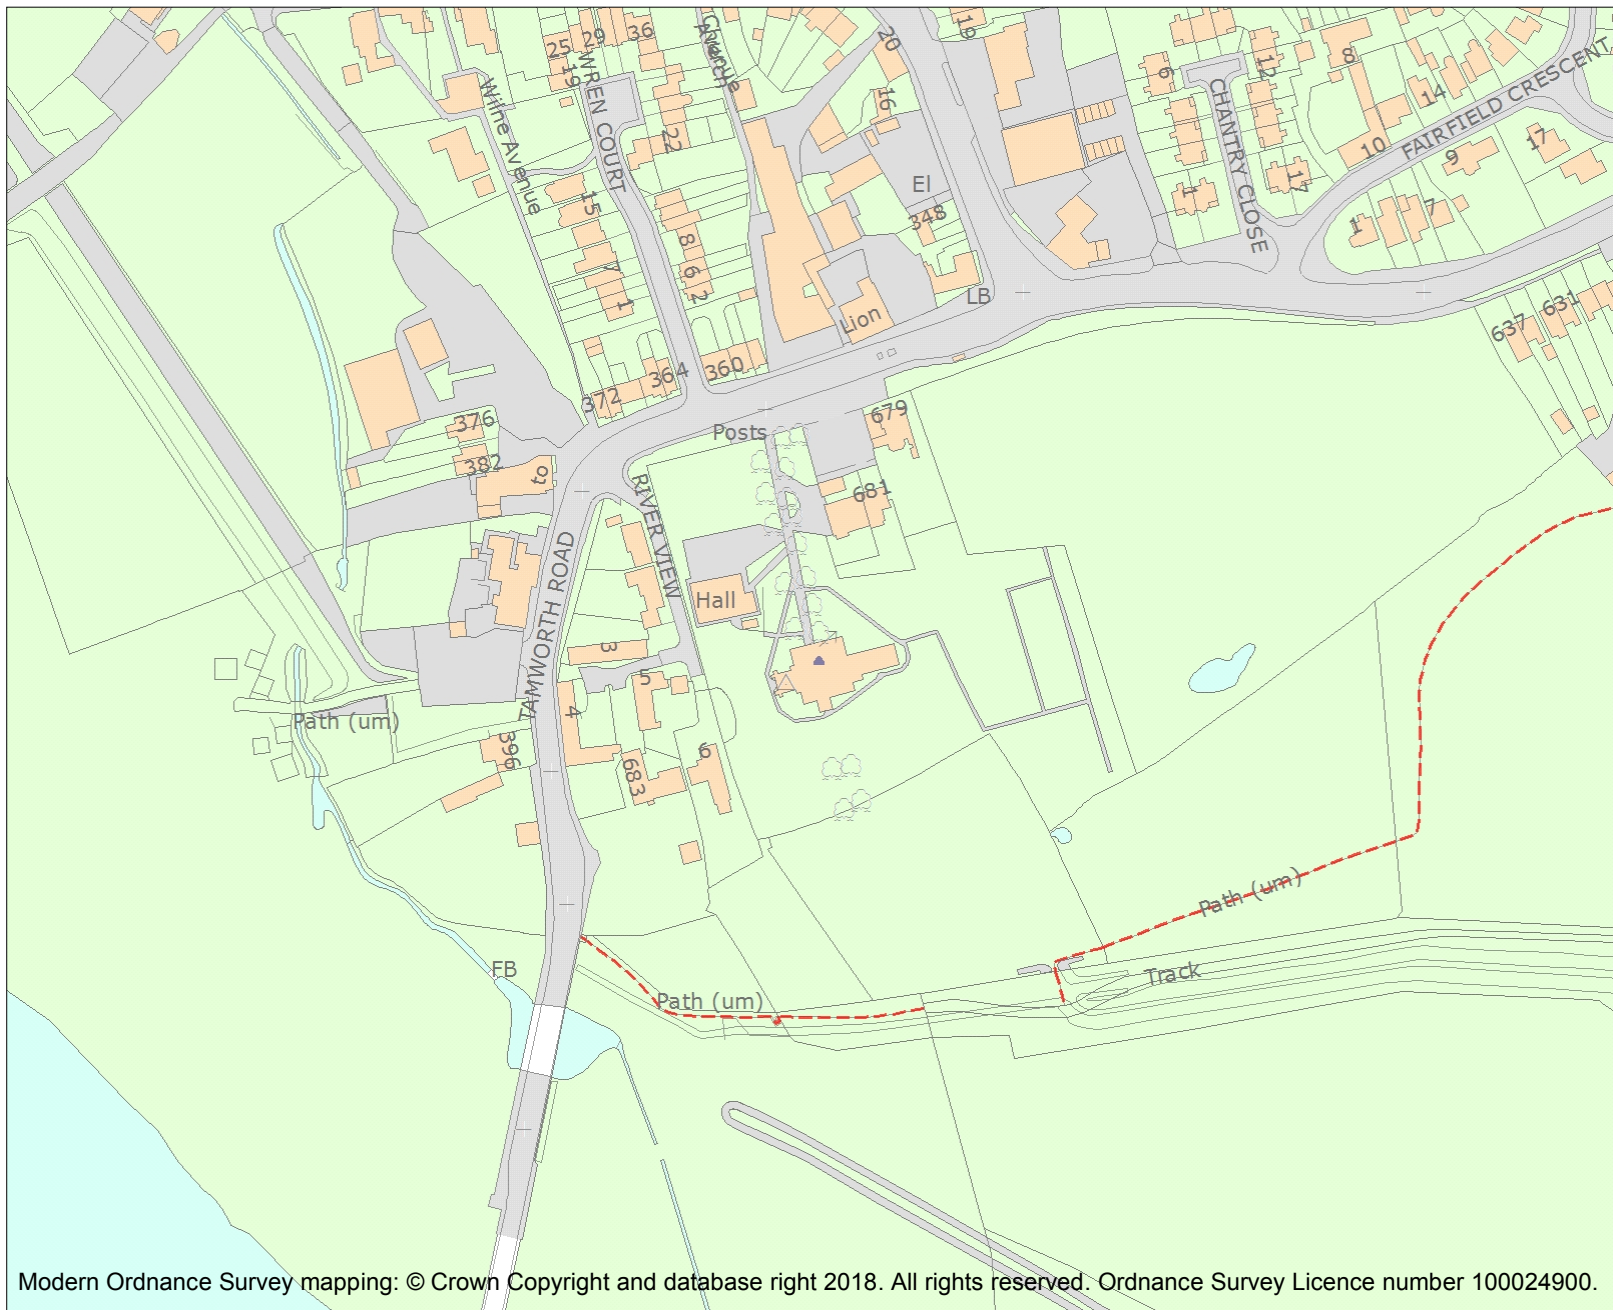 25
29
36
19
WREN COURT
Church
Avenue
20
19
16
22
Wilne Avenue
6
CHANTRY CLOSE
12
8
14
10
FAIRFIELD CRESCENT
9
17
17
1
1
7
El
348
15
8
6
2
7
1
LB
Lion
637
631
360
364
372
376
382
to
Posts
679
681
RIVER VIEW
TAMWORTH ROAD
Hall
3
5
4
6
683
396
Path (um)
Path (um)
Track
FB
Path (um)
Modern Ordnance Survey mapping: © Crown Copyright and database right 2018. All rights reserved. Ordnance Survey Licence number 100024900.